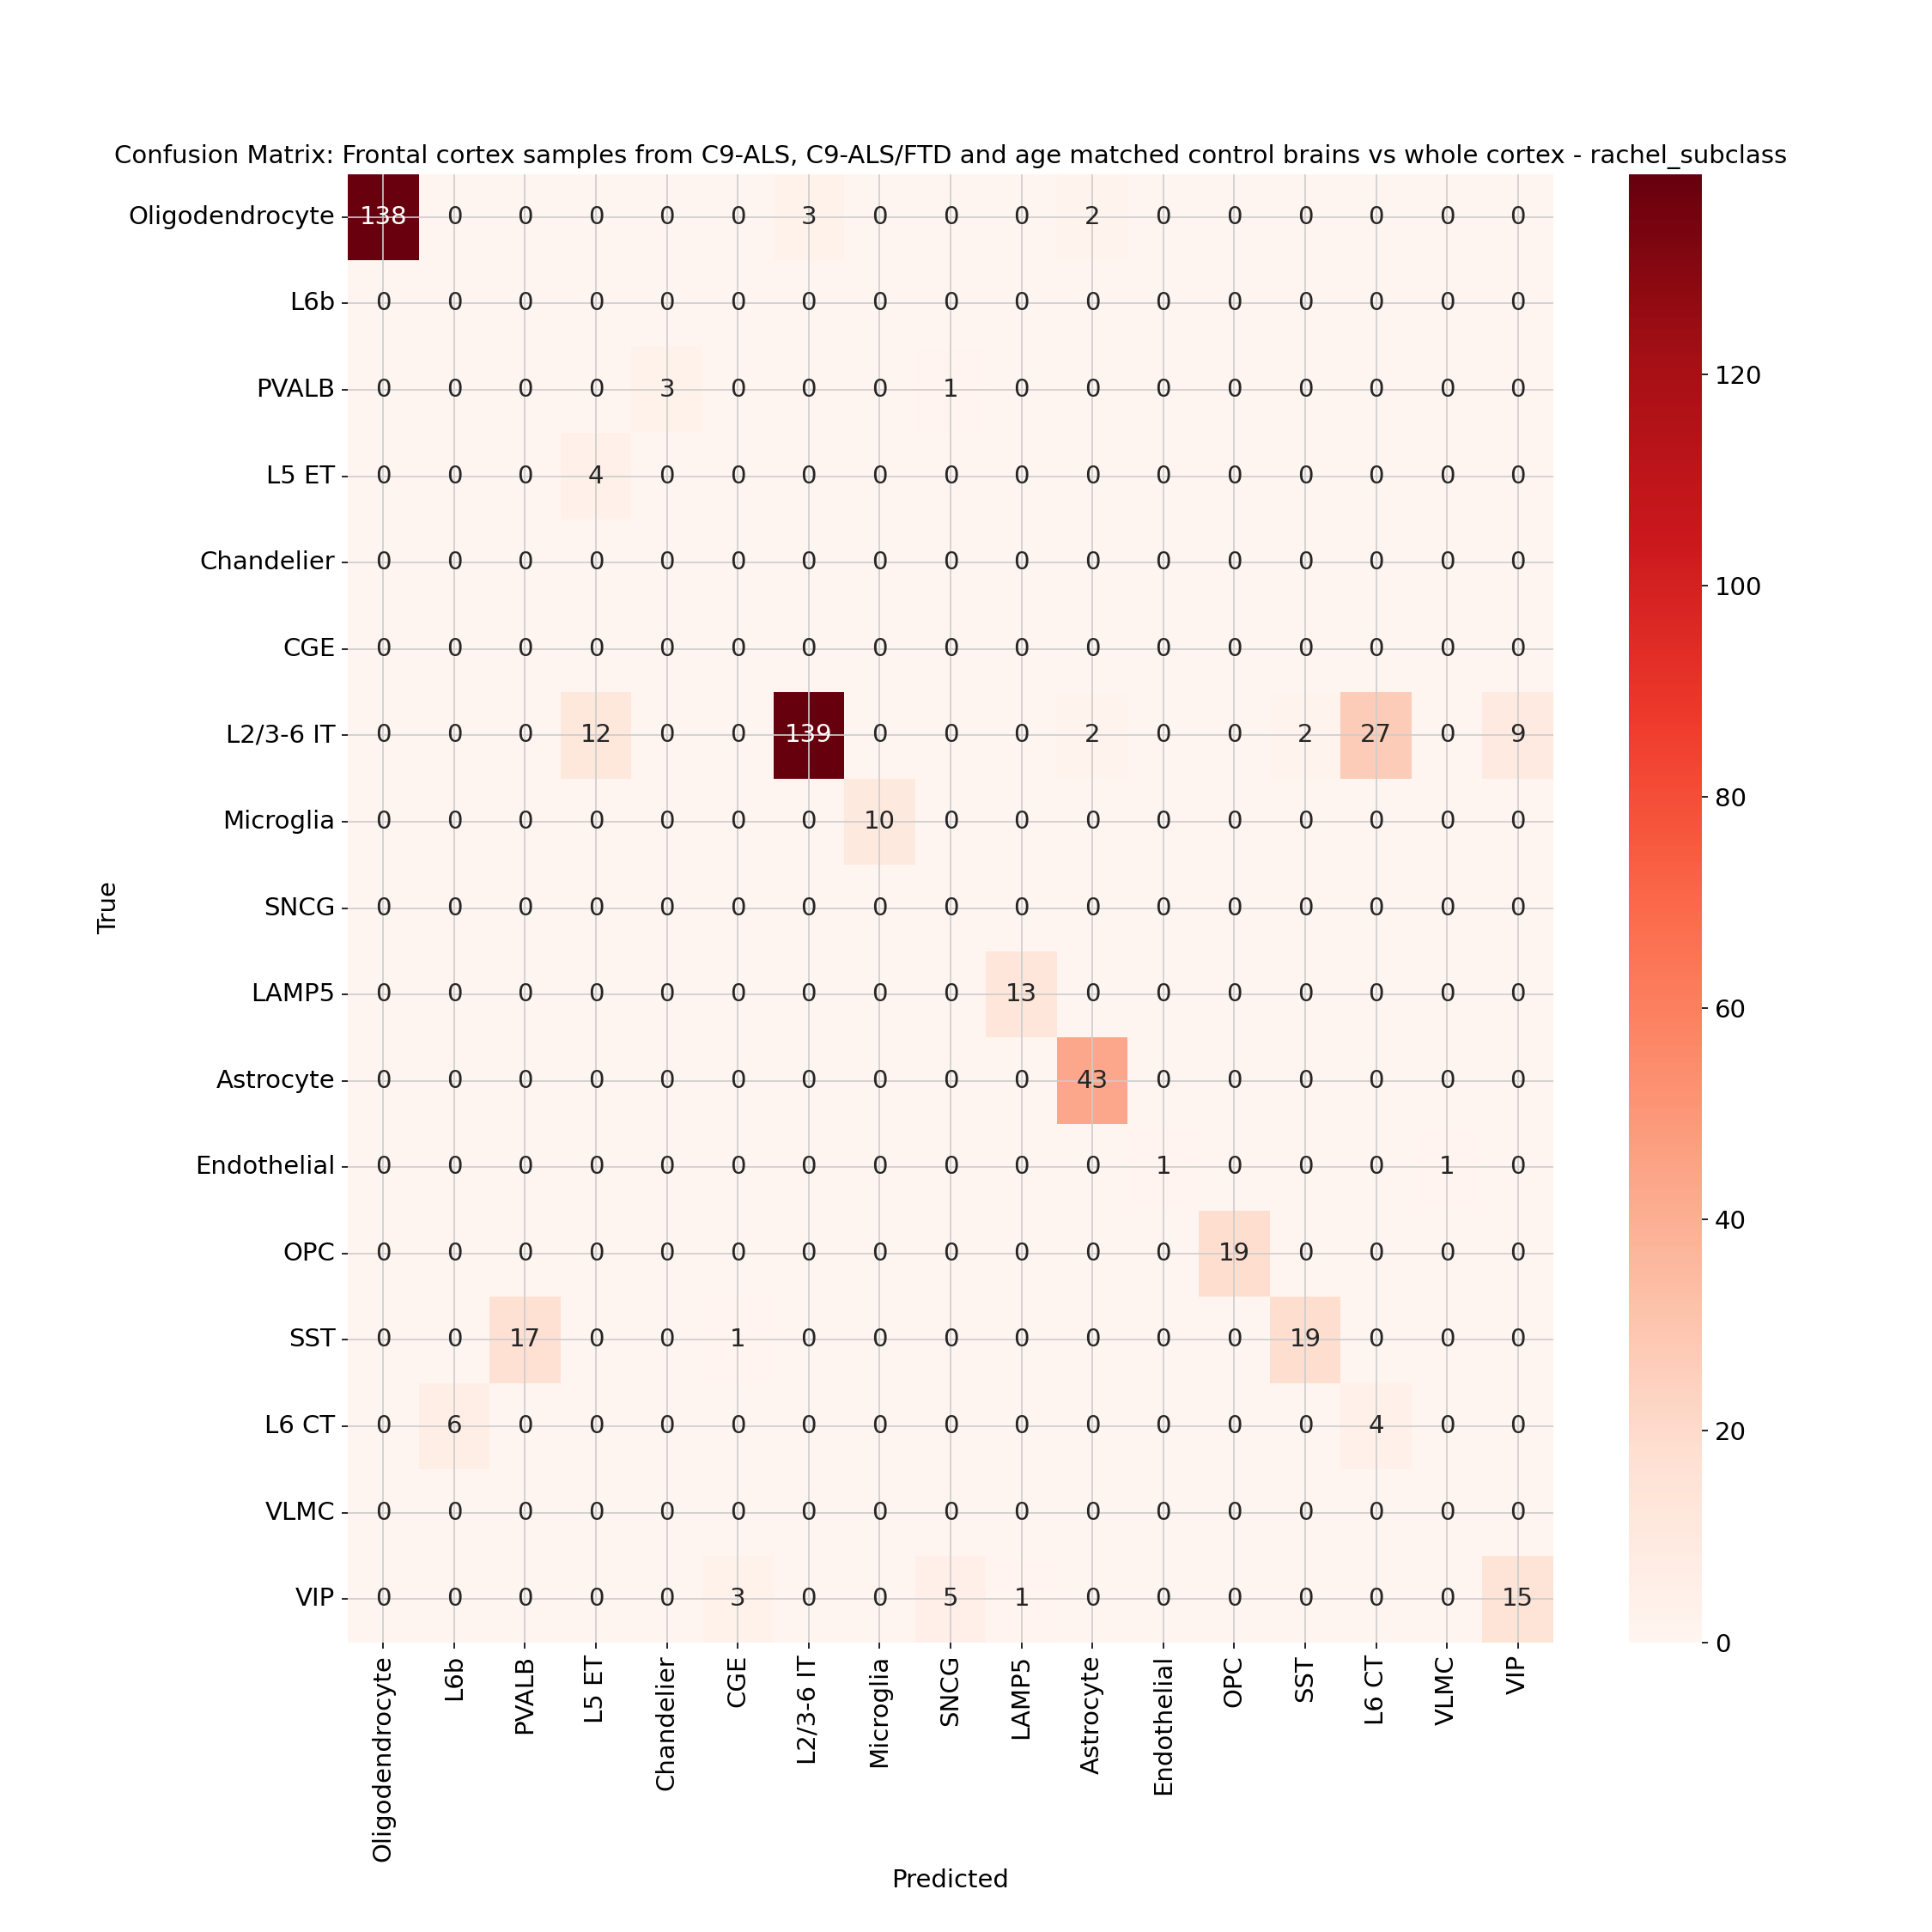 Confusion Matrix: Frontal cortex samples from C9-ALS, C9-ALS/FTD and age matched control brains vs whole cortex - rachel_subclass
Oligodendrocyte 138 0 0 0 0 0 3 0 0 0 2 0 0 0 0 0 0
L6b 0 0 0 0 0 0 0 0 0 0 0 0 0 0 0 0 0
PVALB 0 0 0 0 3 0 0 0 1 0 0 0 0 0 0 0 0
L5 ET 0 0 0 4 0 0 0 0 0 0 0 0 0 0 0 0 0
Chandelier 0 0 0 0 0 0 0 0 0 0 0 0 0 0 0 0 0
CGE 0 0 0 0 0 0 0 0 0 0 0 0 0 0 0 0 0
L2/3-6 IT 0 0 0 12 0 0 139 0 0 0 2 0 0 2 27 0 9
Microglia 0 0 0 0 0 0 0 10 0 0 0 0 0 0 0 0 0
SNCG 0 0 0 0 0 0 0 0 0 0 0 0 0 0 0 0 0
LAMP5 0 0 0 0 0 0 0 0 0 13 0 0 0 0 0 0 0
Astrocyte 0 0 0 0 0 0 0 0 0 0 43 0 0 0 0 0 0
Endothelial 0 0 0 0 0 0 0 0 0 0 0 1 0 0 0 1 0
OPC 0 0 0 0 0 0 0 0 0 0 0 0 19 0 0 0 0
SST 0 0 17 0 0 1 0 0 0 0 0 0 0 19 0 0 0
L6 CT 0 6 0 0 0 0 0 0 0 0 0 0 0 0 4 0 0
VLMC 0 0 0 0 0 0 0 0 0 0 0 0 0 0 0 0 0
VIP 0 0 0 0 0 3 0 0 5 1 0 0 0 0 0 0 15
True
Oligodendrocyte L6b PVALB L5 ET Chandelier CGE L2/3-6 IT Microglia SNCG LAMP5 Astrocyte Endothelial OPC SST L6 CT VLMC VIP
Predicted
120
100
80
60
40
20
0